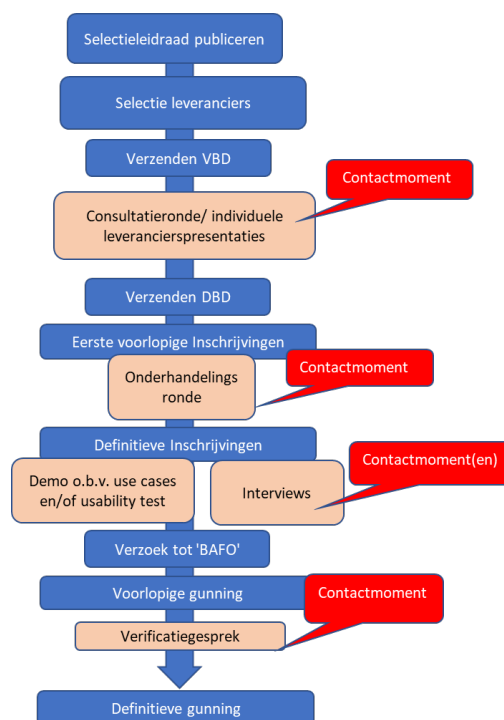 Selectieleidraad publiceren
Selectie leveranciers
Verzenden VBD
Contactmoment
Consultatieronde/ individuele
leverancierspresentaties
Verzenden DBD
Eerste voorlopige Inschrijvingen
Contactmoment
Onderhandelings
ronde
Definitieve Inschrijvingen
Contactmoment(en)
Demo o.b.v. use cases
en/of usability test
Interviews
Verzoek tot 'BAFO'
Voorlopige gunning
Contactmoment
Verificatiegesprek
Definitieve gunning